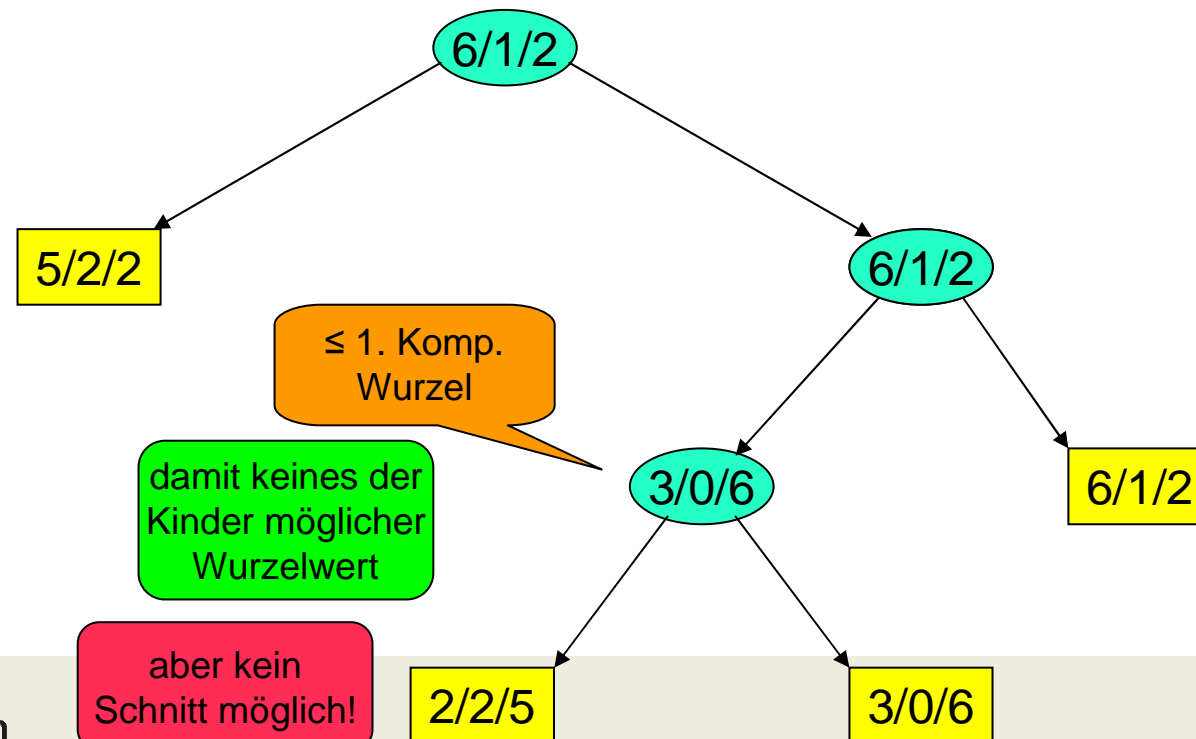 6/1/2
5/2/2
6/1/2
≤ 1. Komp.
Wurzel
damit keines der
Kinder möglicher
Wurzelwert
3/0/6
6/1/2
aber kein
Schnitt möglich!
2/2/5
3/0/6